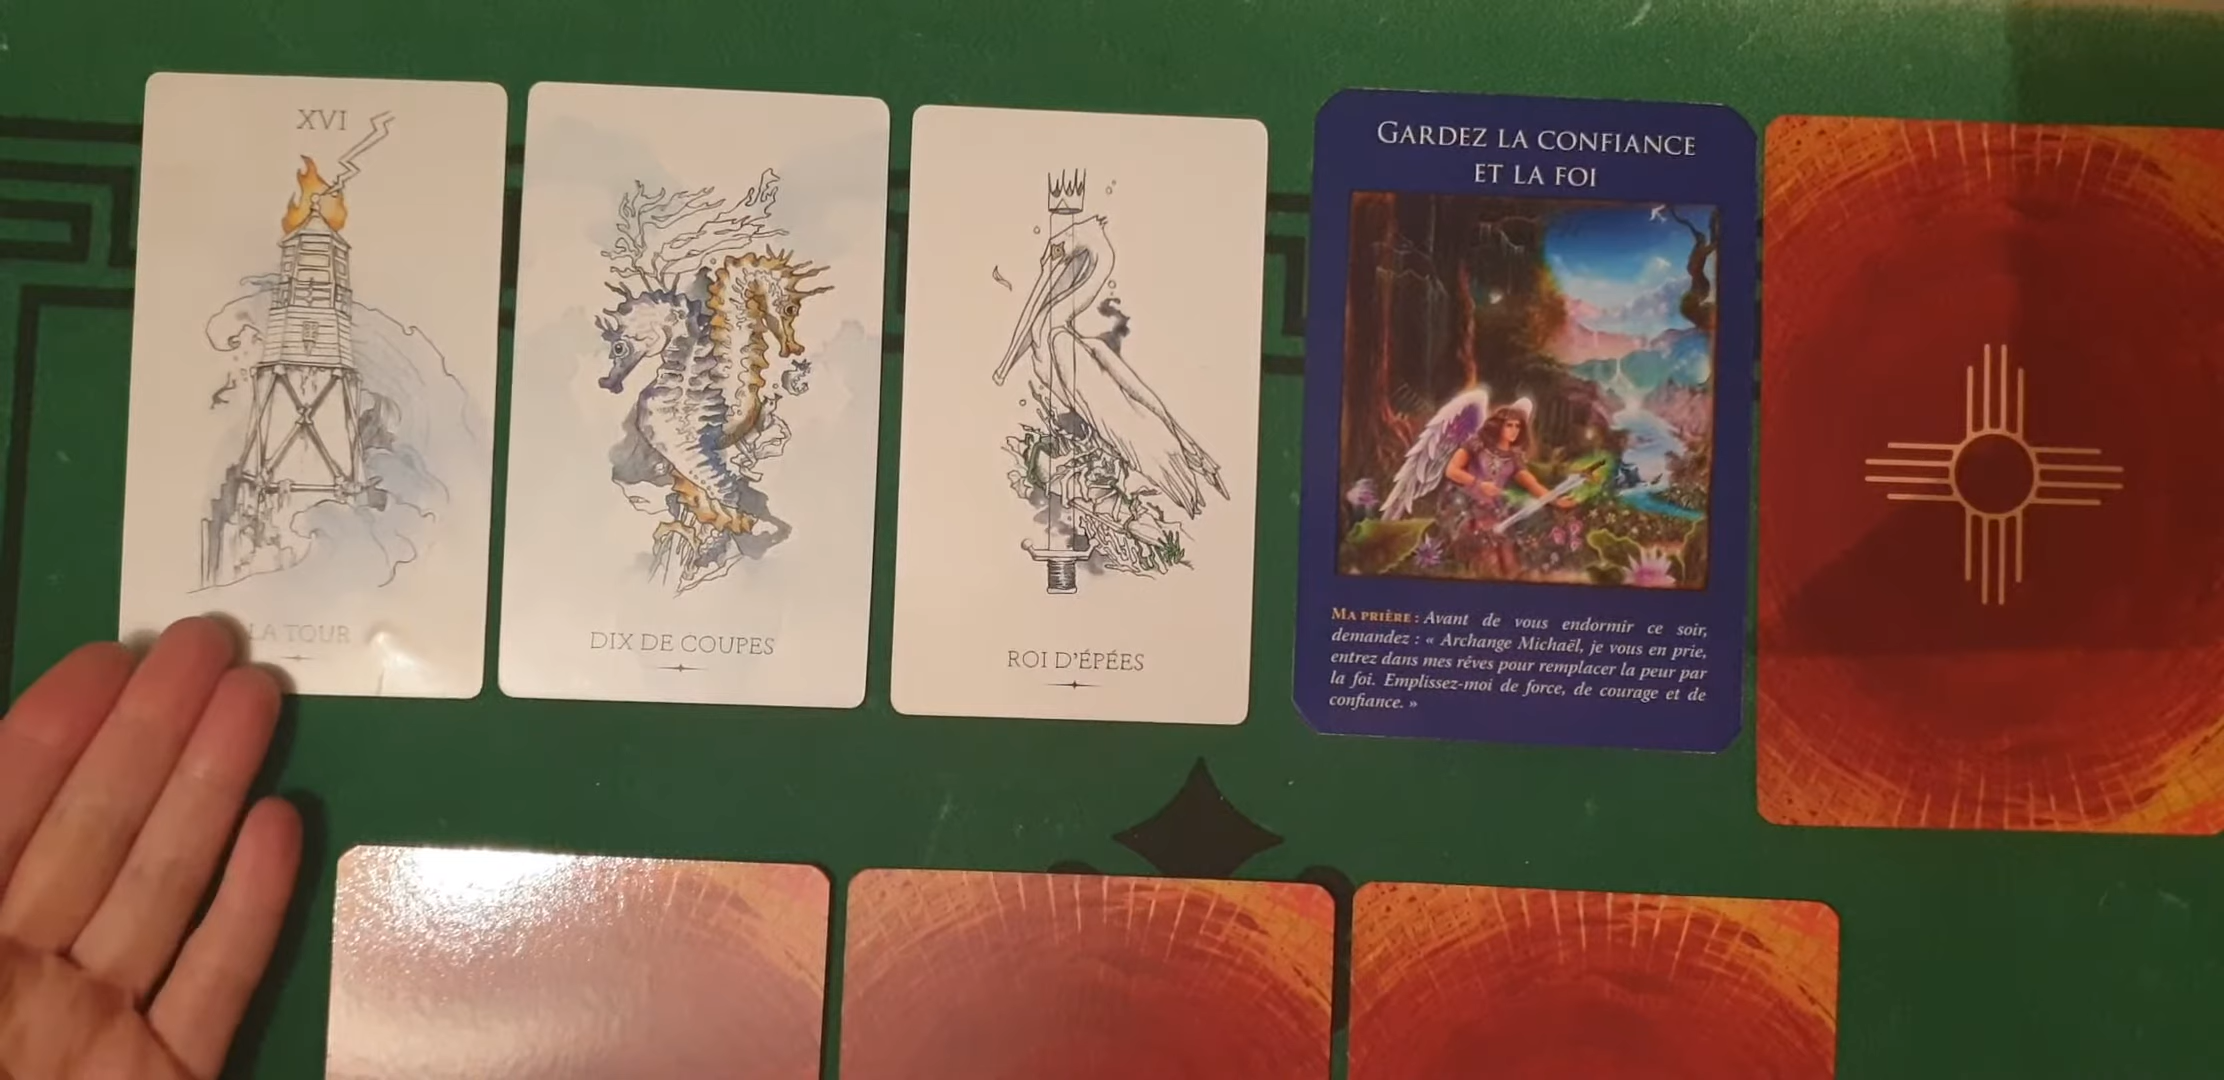 XVI
LA TOUR
DIX DE COUPES
ROI D'ÉPÉES
GARDEZ LA CONFIANCE
ET LA FOI
MA PRIÈRE : Avant de vous endormir ce soir,
demandez : « Archange Michaël, je vous en prie,
entrez dans mes rêves pour remplacer la peur par
la foi. Emplissez-moi de force, de courage et de
confiance. »